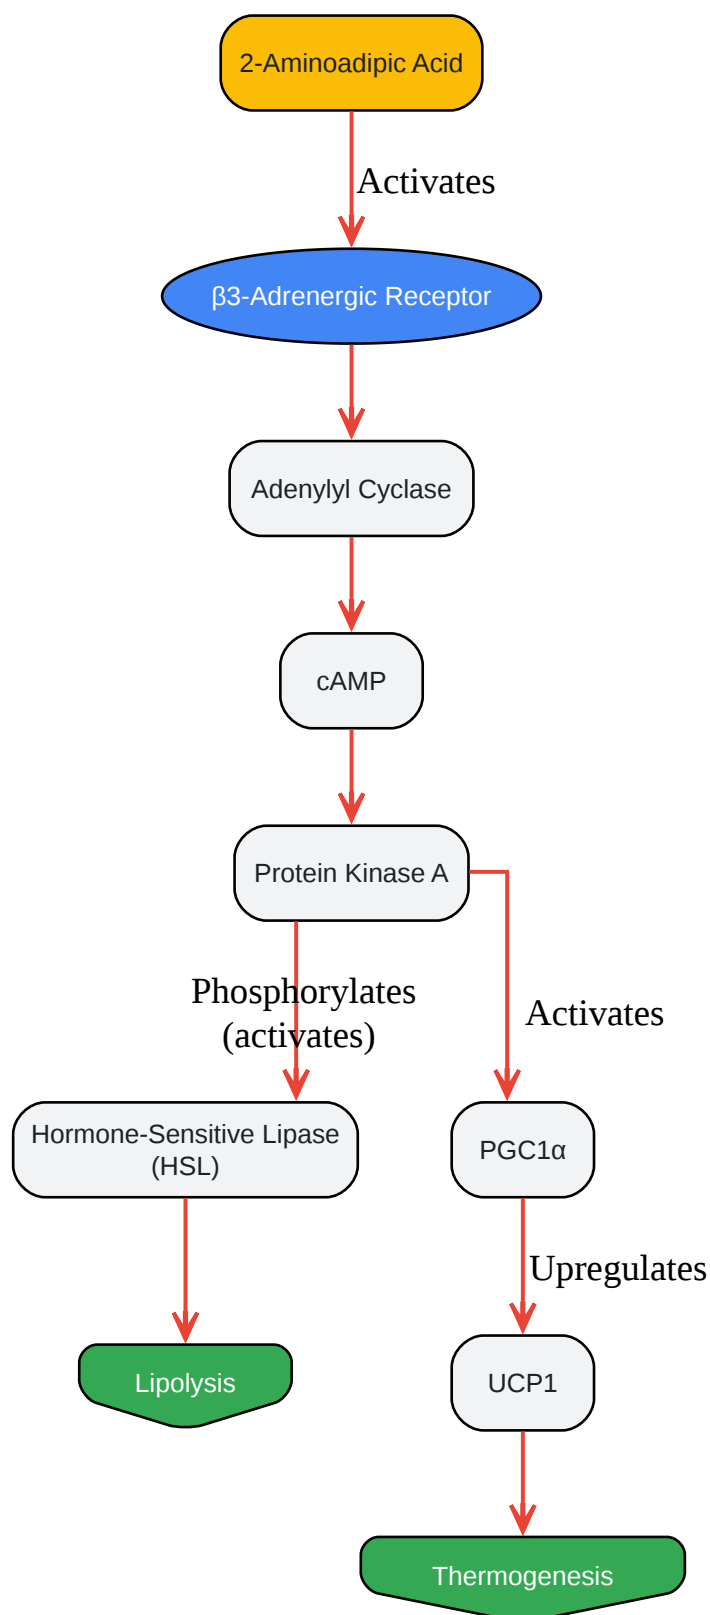 2-Aminoadipic Acid
Activates
β3-Adrenergic Receptor
Adenylyl Cyclase
cAMP
Protein Kinase A
Phosphorylates
(activates)
Activates
Hormone-Sensitive Lipase
(HSL)
PGC1α
Upregulates
Lipolysis
UCP1
Thermogenesis